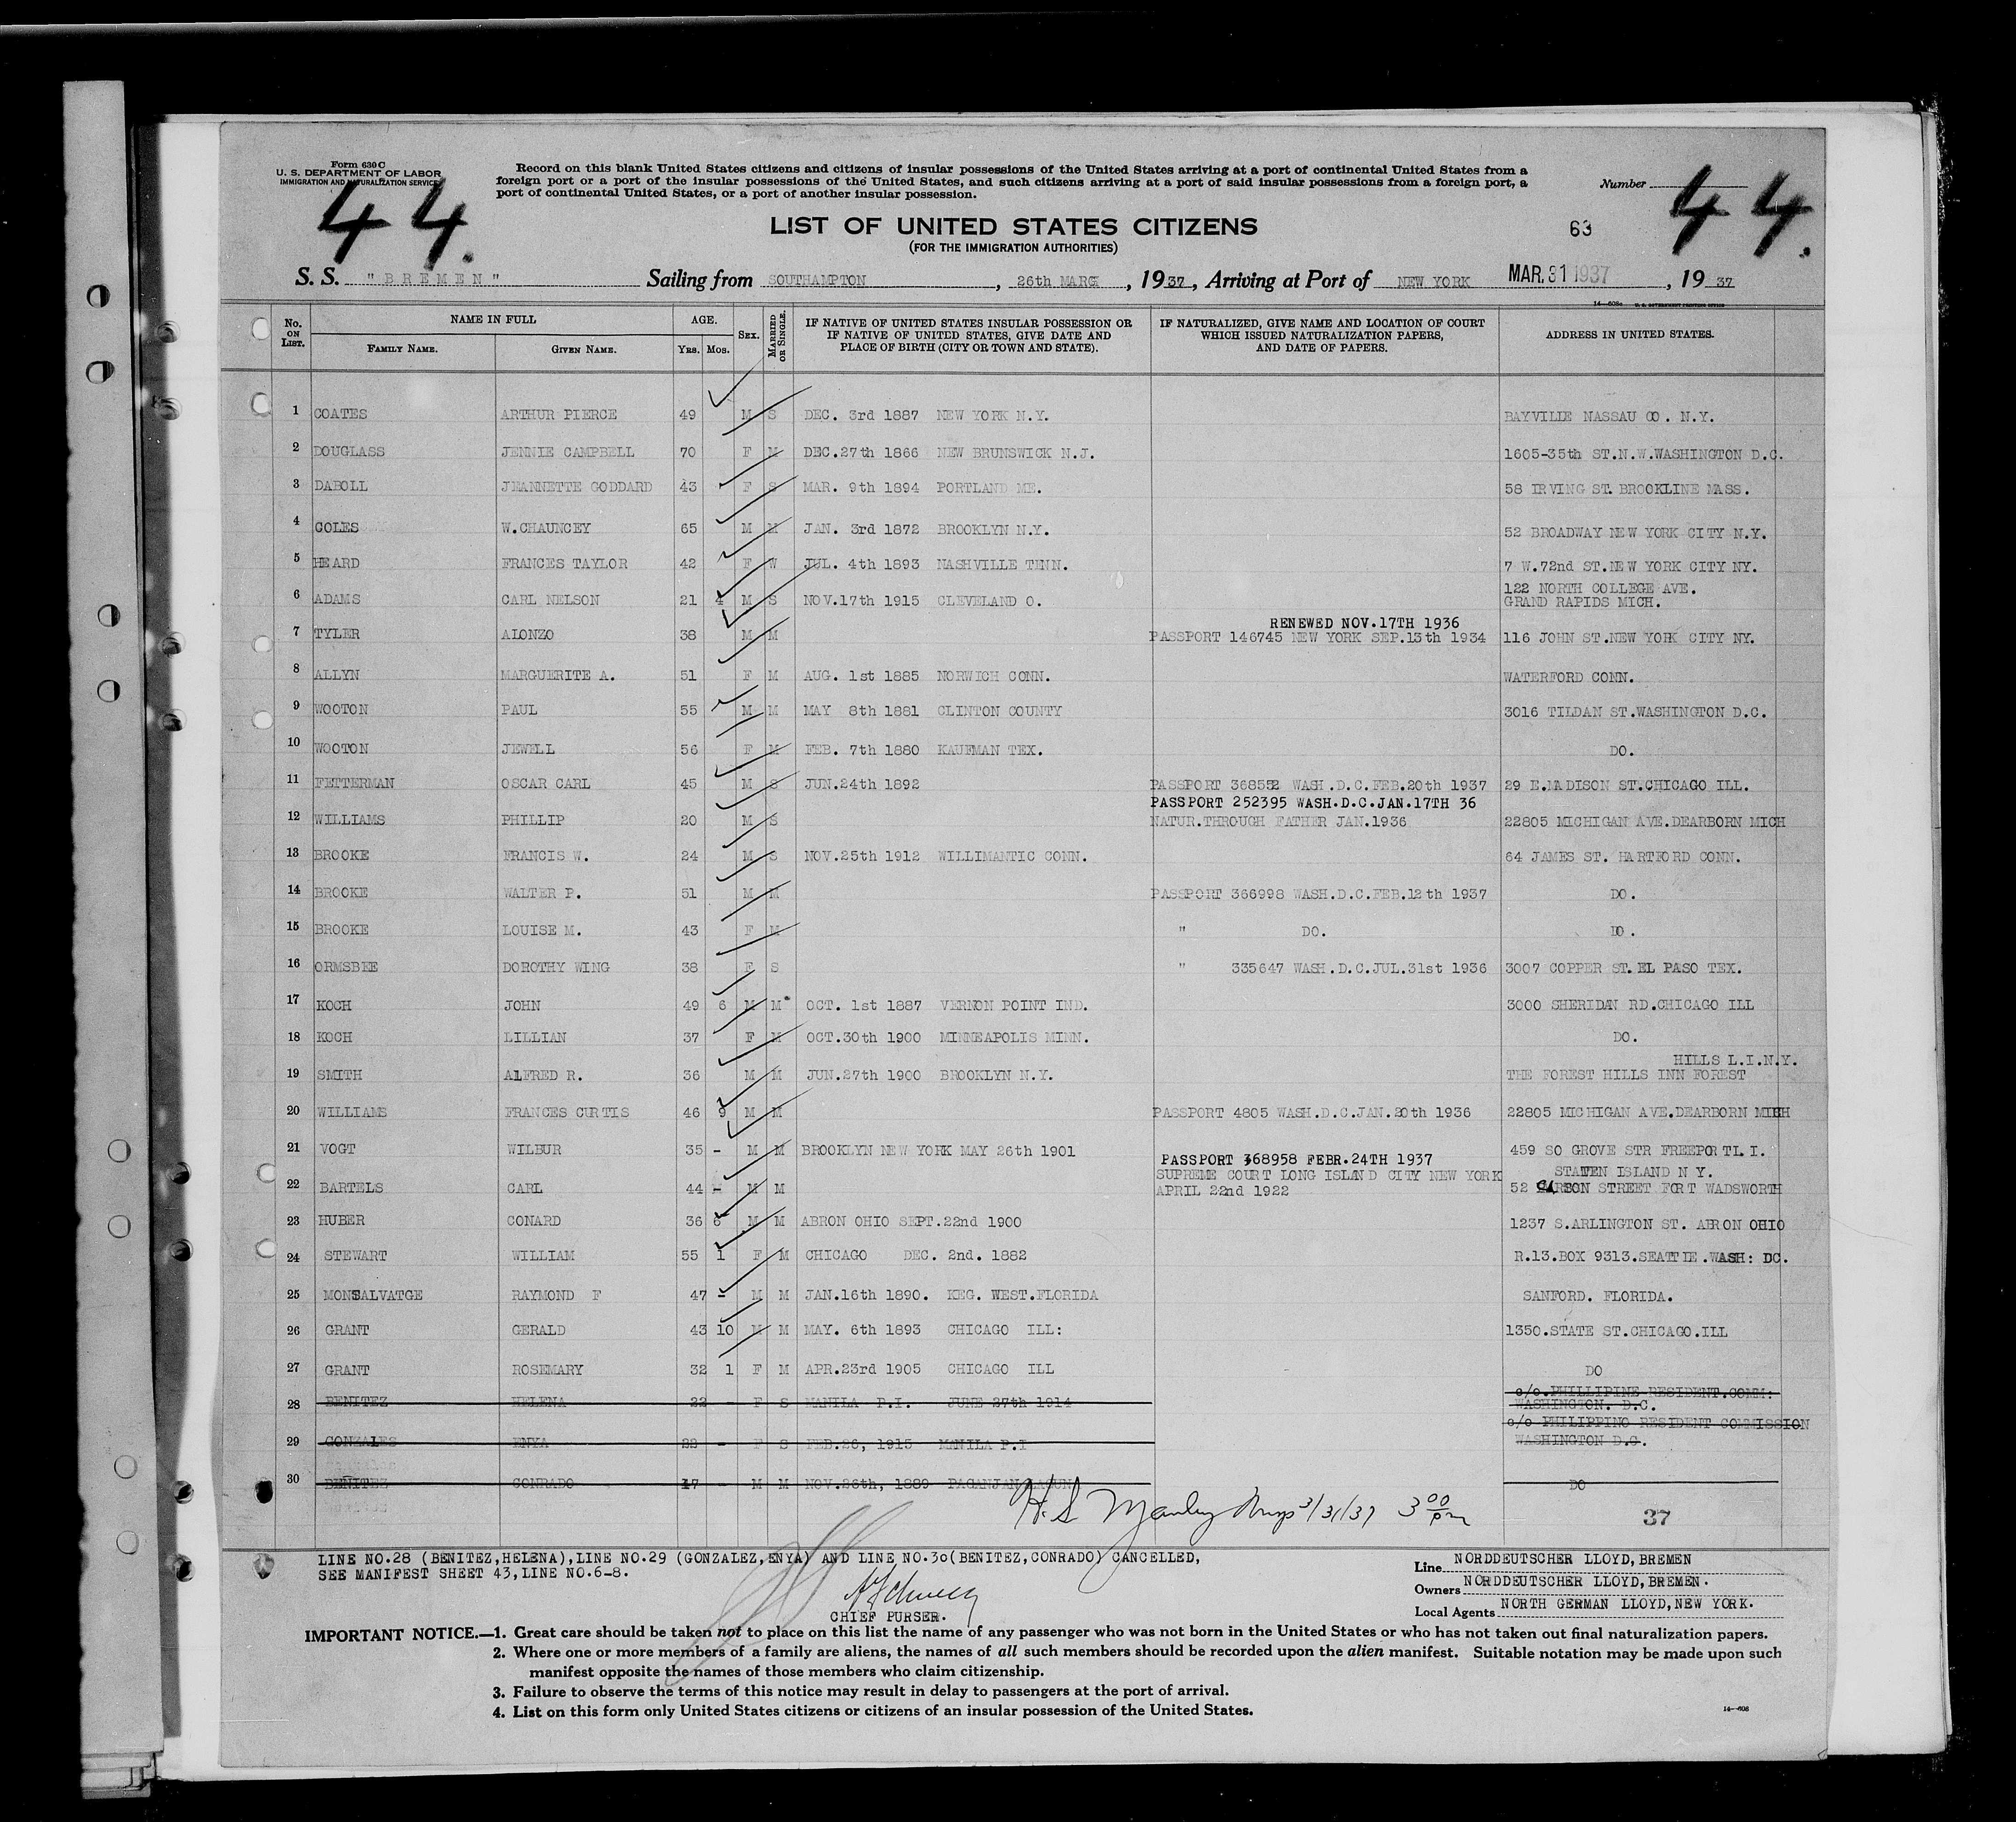 Form 630 C
U. S. DEPARTMENT OF LABOR
IMMIGRATION AND NATURALIZATION SERVICE
Record on this blank United States citizens and citizens of insular possessions of the United States arriving at a port of continental United States from a
foreign port or a port of the insular possessions of the United States, and such citizens arriving at a port of said insular possessions from a foreign port, a
port of continental United States, or a port of another insular possession.
Number
44.
44.
LIST OF UNITED STATES CITIZENS
63
(FOR THE IMMIGRATION AUTHORITIES)
S. S. "BREMEN" Sailing from SOUTHAMPTON , 26th MARC , 1937, Arriving at Port of NEW YORK MAR. 31 1937 , 19 37
14—608a U. S. GOVERNMENT PRINTING OFFICE
No. ON LIST. NAME IN FULL FAMILY NAME. GIVEN NAME. AGE. YRS. MOS. SEX. MARRIED OR SINGLE. IF NATIVE OF UNITED STATES INSULAR POSSESSION OR IF NATIVE OF UNITED STATES, GIVE DATE AND PLACE OF BIRTH (CITY OR TOWN AND STATE). IF NATURALIZED, GIVE NAME AND LOCATION OF COURT WHICH ISSUED NATURALIZATION PAPERS, AND DATE OF PAPERS. ADDRESS IN UNITED STATES.
1 COATES ARTHUR PIERCE 49 M S DEC. 3rd 1887 NEW YORK N.Y. BAYVILLE NASSAU CO. N.Y.
2 DOUGLASS JENNIE CAMPBELL 70 F M DEC.27th 1866 NEW BRUNSWICK N.J. 1605-35th ST.N.W.WASHINGTON D.C.
3 DABOLL JEANNETTE GODDARD 43 F S MAR. 9th 1894 PORTLAND ME. 58 IRVING ST. BROOKLINE MASS.
4 COLES W.CHAUNCEY 65 M M JAN. 3rd 1872 BROOKLYN N.Y. 52 BROADWAY NEW YORK CITY N.Y.
5 HEARD FRANCES TAYLOR 42 F W JUL. 4th 1893 NASHVILLE TENN. 7 W.72nd ST.NEW YORK CITY NY.
6 ADAMS CARL NELSON 21 4 M S NOV.17th 1915 CLEVELAND O. 122 NORTH COLLEGE AVE.
GRAND RAPIDS MICH.
RENEWED NOV.17TH 1936
7 TYLER ALONZO 38 M M PASSPORT 146745 NEW YORK SEP.13th 1934 116 JOHN ST.NEW YORK CITY NY.
8 ALLYN MARGUERITE A. 51 F M AUG. 1st 1885 NORWICH CONN. WATERFORD CONN.
9 WOOTON PAUL 55 M M MAY 8th 1881 CLINTON COUNTY 3016 TILDAN ST.WASHINGTON D.C.
10 WOOTON JEWELL 56 F M FEB. 7th 1880 KAUFMAN TEX. DO.
11 FETTERMAN OSCAR CARL 45 M S JUN.24th 1892 PASSPORT 368552 WASH.D.C.FEB.20th 1937 29 E.MADISON ST.CHICAGO ILL.
PASSPORT 252395 WASH.D.C.JAN.17TH 36
12 WILLIAMS PHILLIP 20 M S NATUR.THROUGH FATHER JAN.1936 22805 MICHIGAN AVE.DEARBORN MICH
13 BROOKE FRANCIS W. 24 M S NOV.25th 1912 WILLIMANTIC CONN. 64 JAMES ST. HARTFORD CONN.
14 BROOKE WALTER P. 51 M M PASSPORT 366998 WASH.D.C.FEB.12th 1937 DO.
15 BROOKE LOUISE M. 43 F M " DO. DO.
16 ORMSBEE DOROTHY WING 38 F S " 335647 WASH.D.C.JUL.31st 1936 3007 COPPER ST.EL PASO TEX.
17 KOCH JOHN 49 6 M M OCT. 1st 1887 VERNON POINT IND. 3000 SHERIDAN RD.CHICAGO ILL
18 KOCH LILLIAN 37 F M OCT.30th 1900 MINNEAPOLIS MINN. DO.
HILLS L.I.N.Y.
19 SMITH ALFRED R. 36 M M JUN.27th 1900 BROOKLYN N.Y. THE FOREST HILLS INN FOREST
20 WILLIAMS FRANCES CURTIS 46 9 M M PASSPORT 4805 WASH.D.C.JAN.20th 1936 22805 MICHIGAN AVE.DEARBORN MICH
21 VOGT WILBUR 35 - M M BROOKLYN NEW YORK MAY 26th 1901 459 SO GROVE STR FREEPORT L.I.
PASSPORT 368958 FEBR.24TH 1937
SUPREME COURT LONG ISLAND CITY NEW YORK STATEN ISLAND N Y.
22 BARTELS CARL 44 - M M APRIL 22nd 1922 52 CARSON STREET FORT WADSWORTH
23 HUBER CONARD 36 6 M M ABRON OHIO SEPT.22nd 1900 1237 S.ARLINGTON ST. ABRON OHIO
24 STEWART WILLIAM 55 1 F M CHICAGO DEC. 2nd. 1882 R.13.BOX 9313.SEATTLE.WASH: DC.
25 MONSALVATGE RAYMOND F 47 - M M JAN.16th 1890. KEG. WEST.FLORIDA SANFORD. FLORIDA.
26 GRANT GERALD 43 10 M M MAY. 6th 1893 CHICAGO ILL: 1350.STATE ST.CHICAGO.ILL
27 GRANT ROSEMARY 32 1 F M APR.23rd 1905 CHICAGO ILL DO
28 BENITEZ HELENA 22 - F S MANILA P.I. JUNE 27th 1914 c/o.PHILLIPINE RESIDENT.COMM:
WASHINGTON. D.C.
29 GONZALES ENYA 22 - F S FEB.26, 1915 MANILA P.I c/o PHILIPPINO RESIDENT COMMISSION
WASHINGTON D.C.
30 BENITEZ CONRADO 47 - M M NOV.26th, 1889 PAGANJAN LAGUNA DO
H. S Manley 3/31/37 3 00 pm
37
LINE NO.28 (BENITEZ,HELENA),LINE NO.29 (GONZALEZ,ENYA) AND LINE NO.30(BENITEZ,CONRADO) CANCELLED,
SEE MANIFEST SHEET 43,LINE NO.6-8.
CHIEF PURSER.
Line NORDDEUTSCHER LLOYD,BREMEN
Owners NORDDEUTSCHER LLOYD,BREMEN.
Local Agents NORTH GERMAN LLOYD,NEW YORK.
IMPORTANT NOTICE.—1. Great care should be taken not to place on this list the name of any passenger who was not born in the United States or who has not taken out final naturalization papers.
2. Where one or more members of a family are aliens, the names of all such members should be recorded upon the alien manifest. Suitable notation may be made upon such
manifest opposite the names of those members who claim citizenship.
3. Failure to observe the terms of this notice may result in delay to passengers at the port of arrival.
4. List on this form only United States citizens or citizens of an insular possession of the United States.
14—608